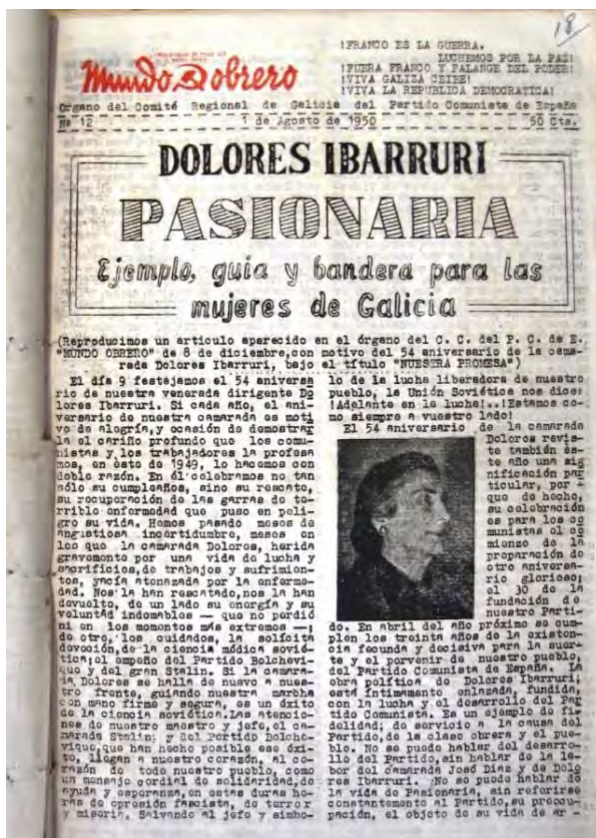 18
!FRANCO ES LA GUERRA.
LUCHEMOS POR LA PAZ!
!FUERA FRANCO Y FALANGE DEL PODER!
!VIVA GALIZA CEIBE!
!VIVA LA REPUBLICA DEMOCRATICA!
Mundo obrero
Organo del Comité Regional de Galicia del Partido Comunista de España
Nº 12 1 de Agosto de 1950 50 Cts.
DOLORES IBARRURI
PASIONARIA
Ejemplo, guia y bandera para las
mujeres de Galicia
(Reproducimos un artículo aparecido en el órgano del C. C. del P. C. de E.
"MUNDO OBRERO" de 8 de diciembre,con motivo del 54 aniversario de la cama-
rada Dolores Ibarruri, bajo el título "NUESTRA PROMESA")
El día 9 festejamos el 54 aniversa
rio de nuestra venerada dirigente Do
lores Ibarruri. Si cada año, el ani-
versario de nuestra camarada es moti
vo de alegría,y ocasión de demostrar
la el cariño profundo que los comu-
nistas y los trabajadores la profesa
mos, en este de 1949, lo hacemos con
doble razón. En él celebramos no tan
sólo su cumpleaños, sino su rescate,
su recuperación de las garras de te-
rrible enfermedad que puso en peli-
gro su vida. Hemos pasado meses de
angustiosa incertidumbre, meses en
los que la camarada Dolores, herida
gravemente por una vida de lucha y
sacrificios,de trabajos y sufrimien-
tos, yacía atenazada por la enferme-
dad. Nos la han rescatado,nos la han
devuelto, de un lado su energía y su
voluntad indomables — que no perdió
ni en los momentos más extremos —;
de otro, los cuidados, la solícita
devoción,de la ciencia médica sovié-
tica;el empeño del Partido Bolchevi-
que y del gran Stalin. Si la camara-
da Dolores se halla de nuevo a nues-
tro frente, guiando nuestra marcha
con mano firme y segura, es un éxito
de la ciencia soviética.Las atencio-
nes de nuestro maestro y jefe,el ca-
marada Stalin; y del Partido Bolche-
vique,que han hecho posible ese éxi-
to, llegan a nuestro corazón, al co-
razón de todo nuestro pueblo, como
un mensaje cordial de solidaridad,de
ayuda y esperanza,en estas duras ho-
ras de opresión fascista, de terror
y miseria. Salvando al jefe y símbo-
lo de la lucha liberadora de nuestro
pueblo, la Unión Soviética nos dice:
!Adelante en la lucha!..!Estamos co-
mo siempre a vuestro lado!
El 54 aniversario de la camarada
Dolores revis-
te también es-
te año una sig
nificación par
ticular, por -
que de hecho,
su celebración
es para los co
munistas el co
mienzo de la
preparación de
otro aniversa-
rio glorioso;
el 30 de la
fundación de
nuestro Parti-
do. En abril del año próximo se cum-
plen los treinta años de la existen-
cia fecunda y decisiva para la suer-
te y el porvenir de nuestro pueblo,
del Partido Comunista de España. La
obra política de Dolores Ibarruri,
está íntimamente enlazada, fundida,
con la lucha y el desarrollo del Par
tido Comunista. Es un ejemplo de fi-
delidad; de servicio a la causa del
Partido,de la clase obrera y el pue-
blo. No se puede hablar del desarro-
llo del Partido,sin hablar de la la-
bor del camarada José Díaz y de Dolo
res Ibarruri. No se puede hablar de
la vida de Pasionaria, sin referirse
constantemente al Partido,su preocu-
pación, el objeto de su vida de ar -